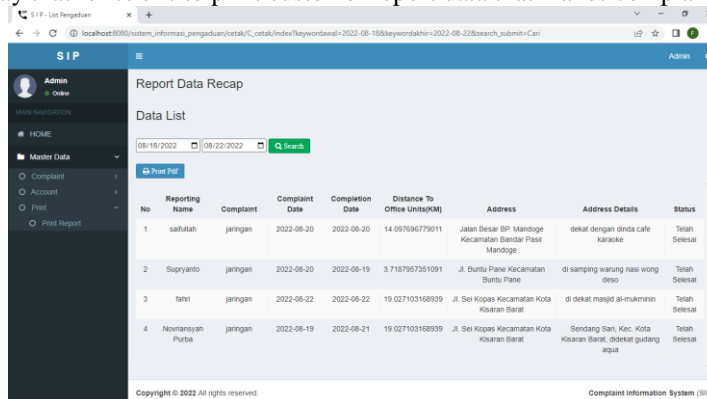 S I P - List Pengaduan
localhost:8080/sistem_informasi_pengaduan/cetak/C_cetak/index?keywordawal=2022-08-18&keywordakhir=2022-08-22&search_submit=Cari
S I P
Admin
Admin
Online
MAIN NAVIGATION
HOME
Master Data
Complaint
Account
Print
Print Report
Report Data Recap
Data List
08/18/2022 08/22/2022 Search
Print Pdf
No Reporting Name Complaint Complaint Date Completion Date Distance To Office Units(KM) Address Address Details Status
1 saifullah jaringan 2022-08-20 2022-08-20 14.097696779011 Jalan Besar BP. Mandoge Kecamatan Bandar Pasir Mandoge dekat dengan dinda cafe karaoke Telah Selesai
2 Supryanto jaringan 2022-08-20 2022-08-19 3.7187957351091 Jl. Buntu Pane Kecamatan Buntu Pane di samping warung nasi wong deso Telah Selesai
3 fahri jaringan 2022-08-22 2022-08-22 19.027103168939 Jl. Sei Kopas Kecamatan Kota Kisaran Barat di dekat masjid al-mukminin Telah Selesai
4 Novriansyah Purba jaringan 2022-08-19 2022-08-21 19.027103168939 Jl. Sei Kopas Kecamatan Kota Kisaran Barat Sendang Sari, Kec. Kota Kisaran Barat, didekat gudang aqua Telah Selesai
Copyright © 2022 All rights reserved.
Complaint Information System